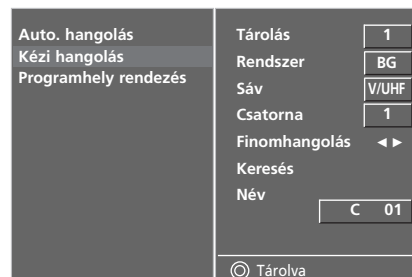 Auto. hangolás
Kézi hangolás
Programhely rendezés
Tárolás 1
Rendszer BG
Sáv V/UHF
Csatorna 1
Finomhangolás ◄ ►
Keresés
Név
C 01
Tárolva